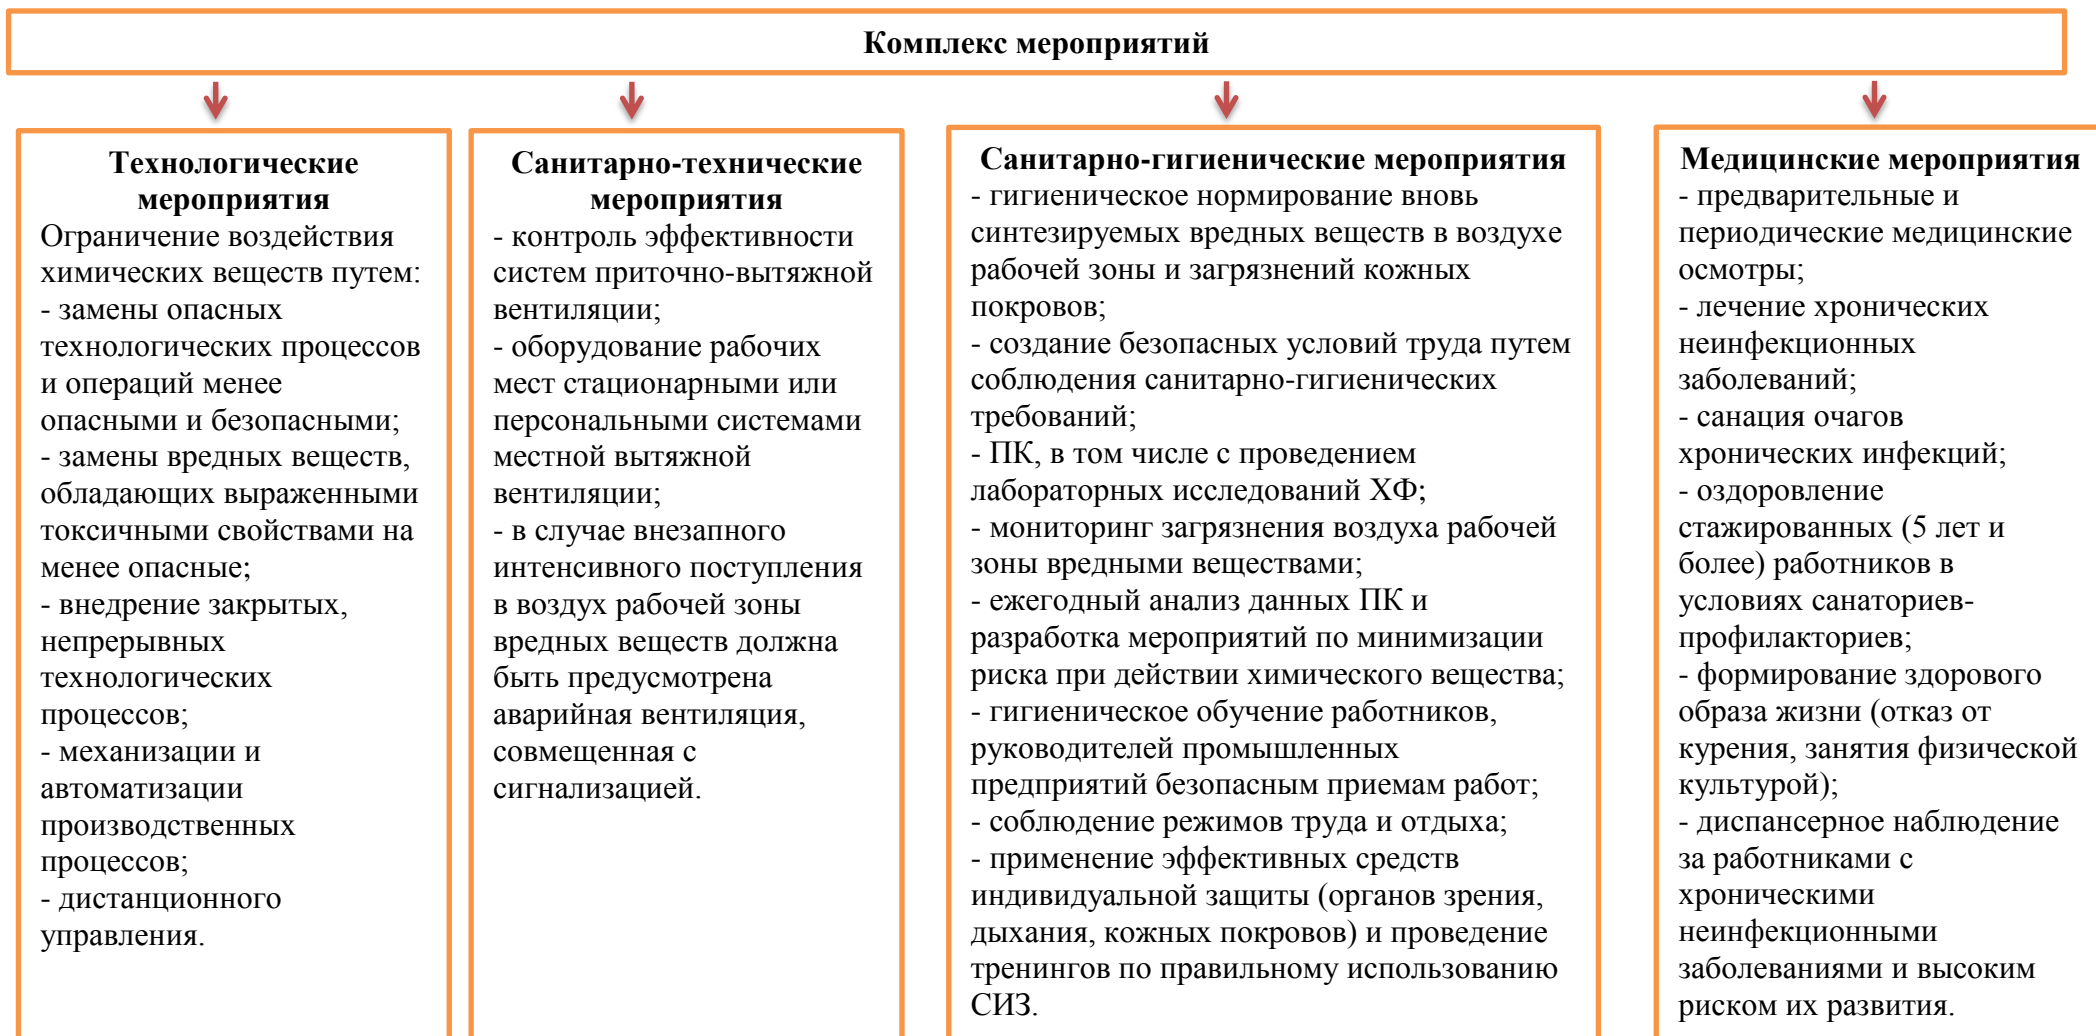 Комплекс мероприятий
Технологические
мероприятия
Ограничение воздействия
химических веществ путем:
- замены опасных
технологических процессов
и операций менее
опасными и безопасными;
- замены вредных веществ,
обладающих выраженными
токсичными свойствами на
менее опасные;
- внедрение закрытых,
непрерывных
технологических
процессов;
- механизации и
автоматизации
производственных
процессов;
- дистанционного
управления.
Санитарно-технические
мероприятия
- контроль эффективности
систем приточно-вытяжной
вентиляции;
- оборудование рабочих
мест стационарными или
персональными системами
местной вытяжной
вентиляции;
- в случае внезапного
интенсивного поступления
в воздух рабочей зоны
вредных веществ должна
быть предусмотрена
аварийная вентиляция,
совмещенная с
сигнализацией.
Санитарно-гигиенические мероприятия
- гигиеническое нормирование вновь
синтезируемых вредных веществ в воздухе
рабочей зоны и загрязнений кожных
покровов;
- создание безопасных условий труда путем
соблюдения санитарно-гигиенических
требований;
- ПК, в том числе с проведением
лабораторных исследований ХФ;
- мониторинг загрязнения воздуха рабочей
зоны вредными веществами;
- ежегодный анализ данных ПК и
разработка мероприятий по минимизации
риска при действии химического вещества;
- гигиеническое обучение работников,
руководителей промышленных
предприятий безопасным приемам работ;
- соблюдение режимов труда и отдыха;
- применение эффективных средств
индивидуальной защиты (органов зрения,
дыхания, кожных покровов) и проведение
тренингов по правильному использованию
СИЗ.
Медицинские мероприятия
- предварительные и
периодические медицинские
осмотры;
- лечение хронических
неинфекционных
заболеваний;
- санация очагов
хронических инфекций;
- оздоровление
стажированных (5 лет и
более) работников в
условиях санаториев-
профилакториев;
- формирование здорового
образа жизни (отказ от
курения, занятия физической
культурой);
- диспансерное наблюдение
за работниками с
хроническими
неинфекционными
заболеваниями и высоким
риском их развития.